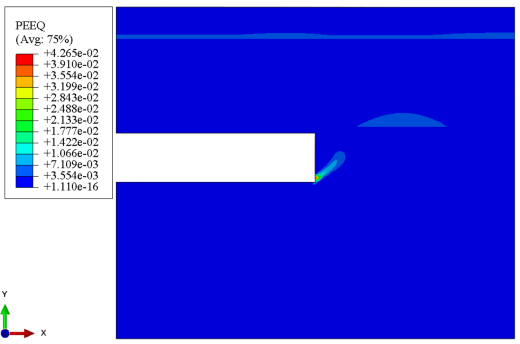 PEEQ
(Avg: 75%)
+4.265e-02
+3.910e-02
+3.554e-02
+3.199e-02
+2.843e-02
+2.488e-02
+2.133e-02
+1.777e-02
+1.422e-02
+1.066e-02
+7.109e-03
+3.554e-03
+1.110e-16
Y
X